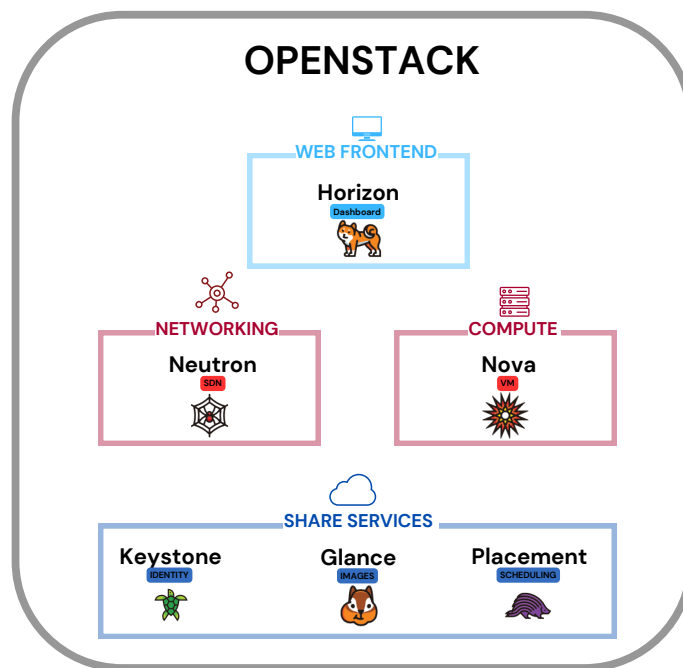 OPENSTACK
WEB FRONTEND
Horizon
Dashboard
NETWORKING
COMPUTE
Neutron
SDN
Nova
VM
SHARE SERVICES
Keystone
IDENTITY
Glance
IMAGES
Placement
SCHEDULING